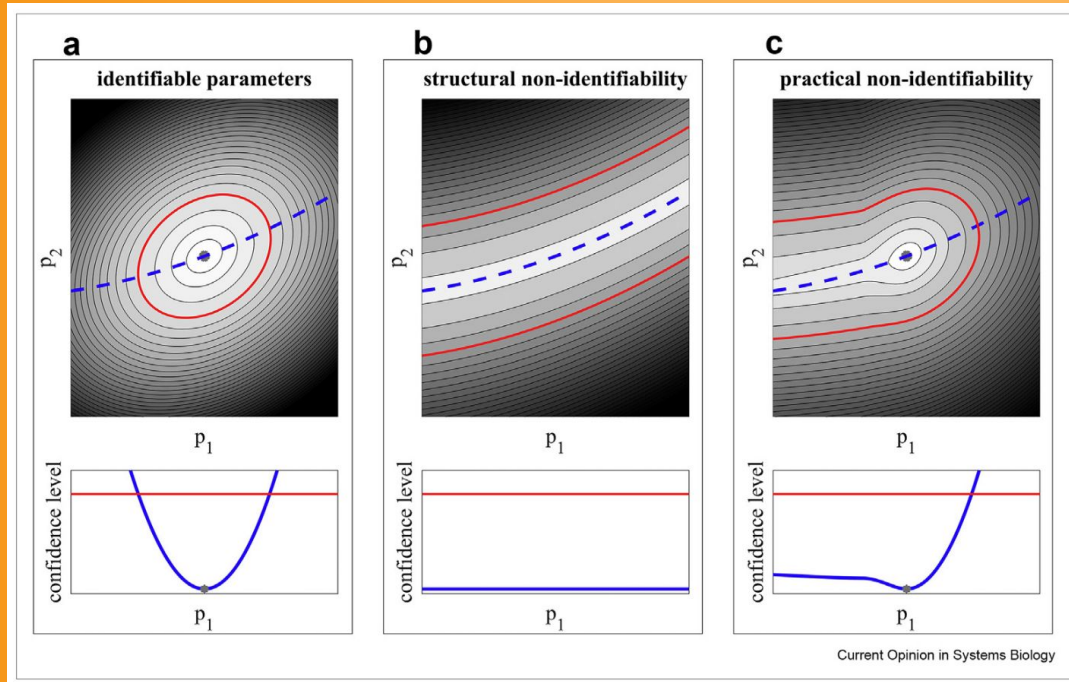 a
identifiable parameters
p2
p1
confidence level
p1
b
structural non-identifiability
p2
p1
confidence level
p1
c
practical non-identifiability
p2
p1
confidence level
p1
Current Opinion in Systems Biology